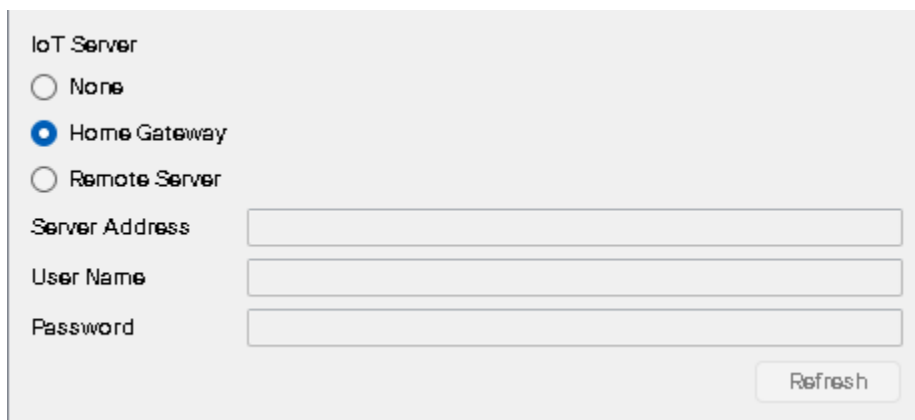 IoT Server
None
Home Gateway
Remote Server
Server Address
User Name
Password
Refresh